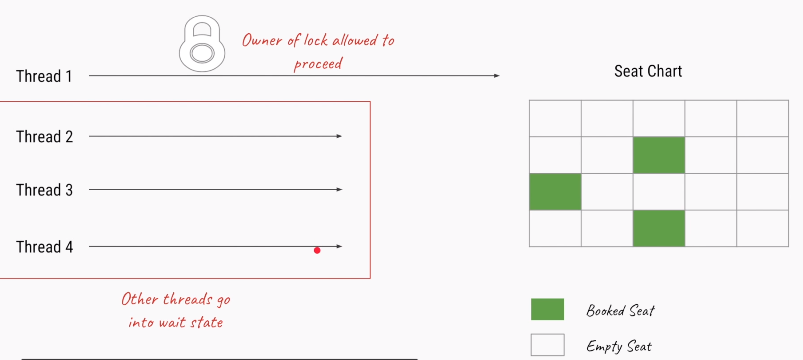 Owner of lock allowed to
proceed
Thread 1
Seat Chart
Thread 2
Thread 3
Thread 4
Other threads go
into wait state
Booked Seat
Empty Seat